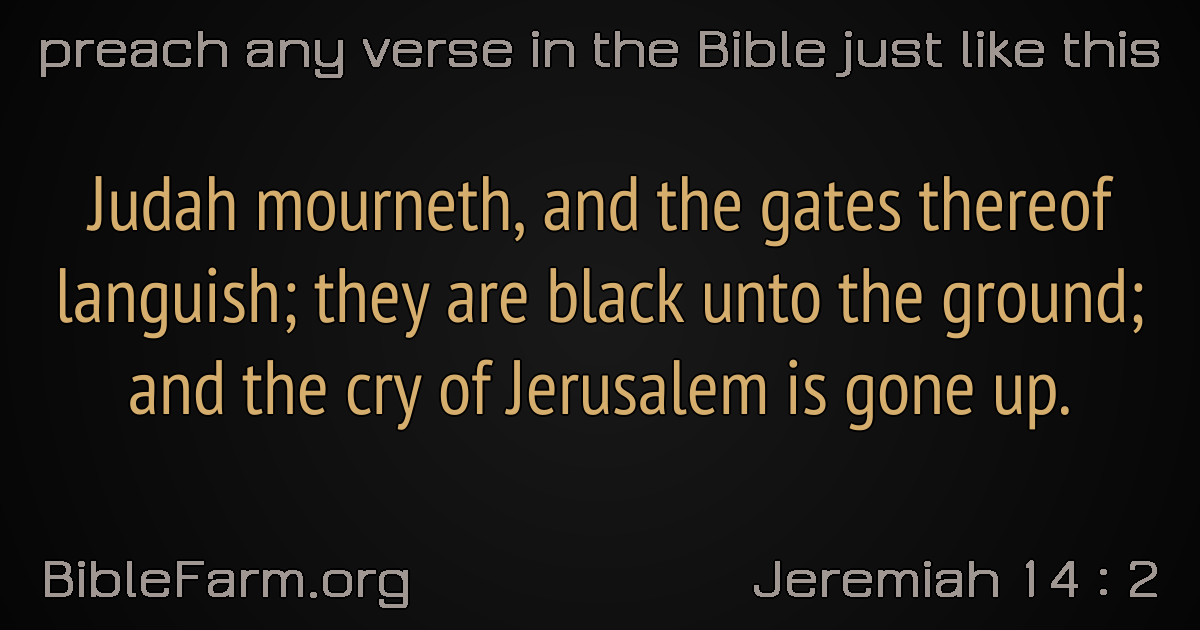 preach any verse in the Bible just like this
Judah mourneth, and the gates thereof
languish; they are black unto the ground;
and the cry of Jerusalem is gone up.
BibleFarm.org
Jeremiah 14 : 2